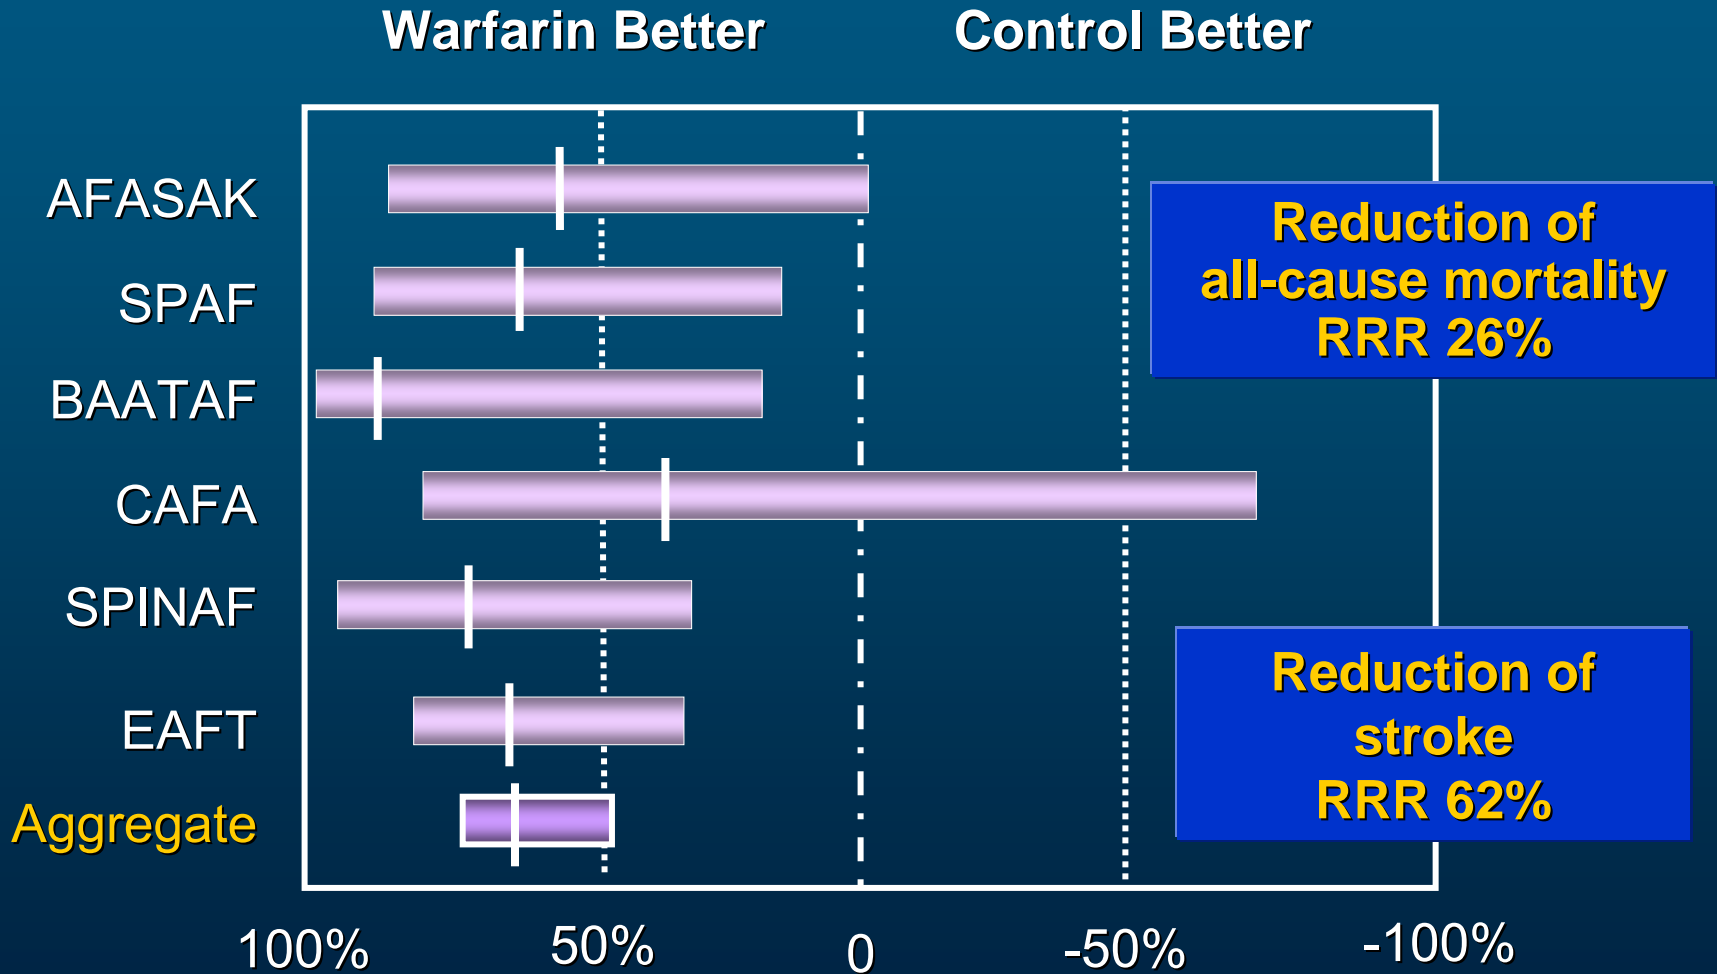 Warfarin Better
Control Better
AFASAK
SPAF
BAATAF
CAFA
SPINAF
EAFT
Aggregate
Reduction of
all-cause mortality
RRR 26%
Reduction of
stroke
RRR 62%
100%
50%
0
-50%
-100%